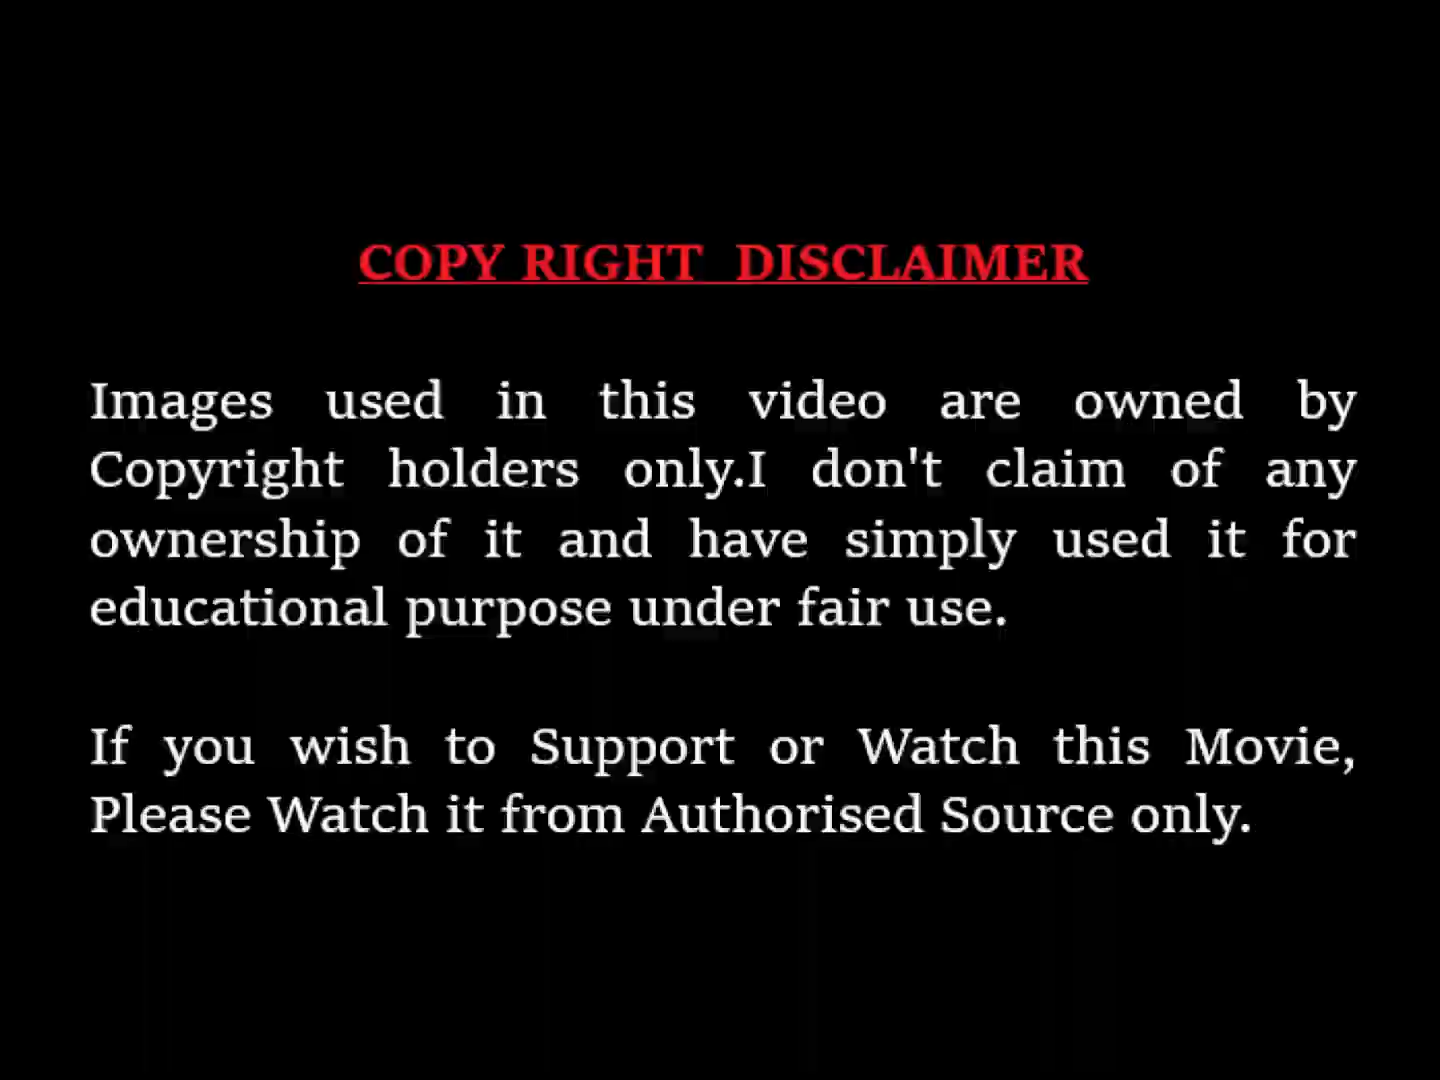 COPY RIGHT DISCLAIMER
Images used in this video are owned by
Copyright holders only.I don't claim of any
ownership of it and have simply used it for
educational purpose under fair use.
If you wish to Support or Watch this Movie,
Please Watch it from Authorised Source only.